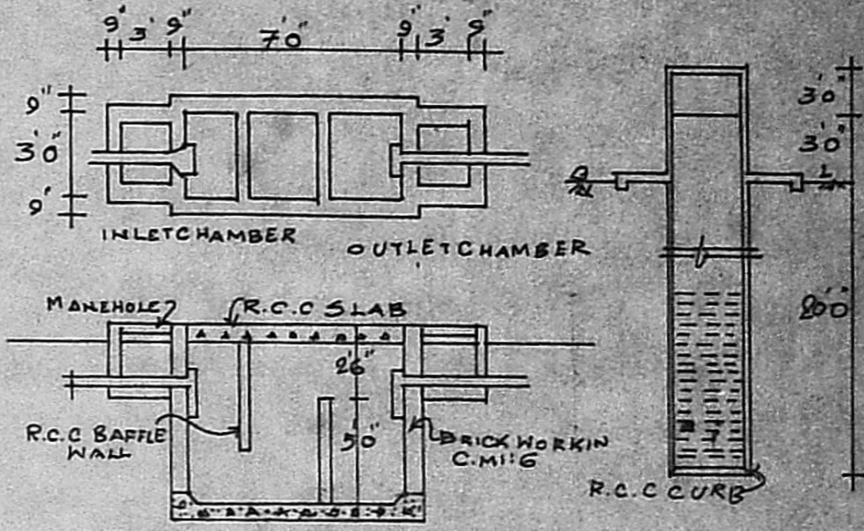 9" 3' 9" 7'0" 9" 3' 9"
9"
3'0"
9'
INLETCHAMBER
OUTLETCHAMBER
3'0"
3'0"
20'0
MANEHOLE
R.C.C SLAB
2'6"
5'0"
R.C.C BAFFLE
WALL
BRICK WORKIN
C.M1:6
R.C.C CURB